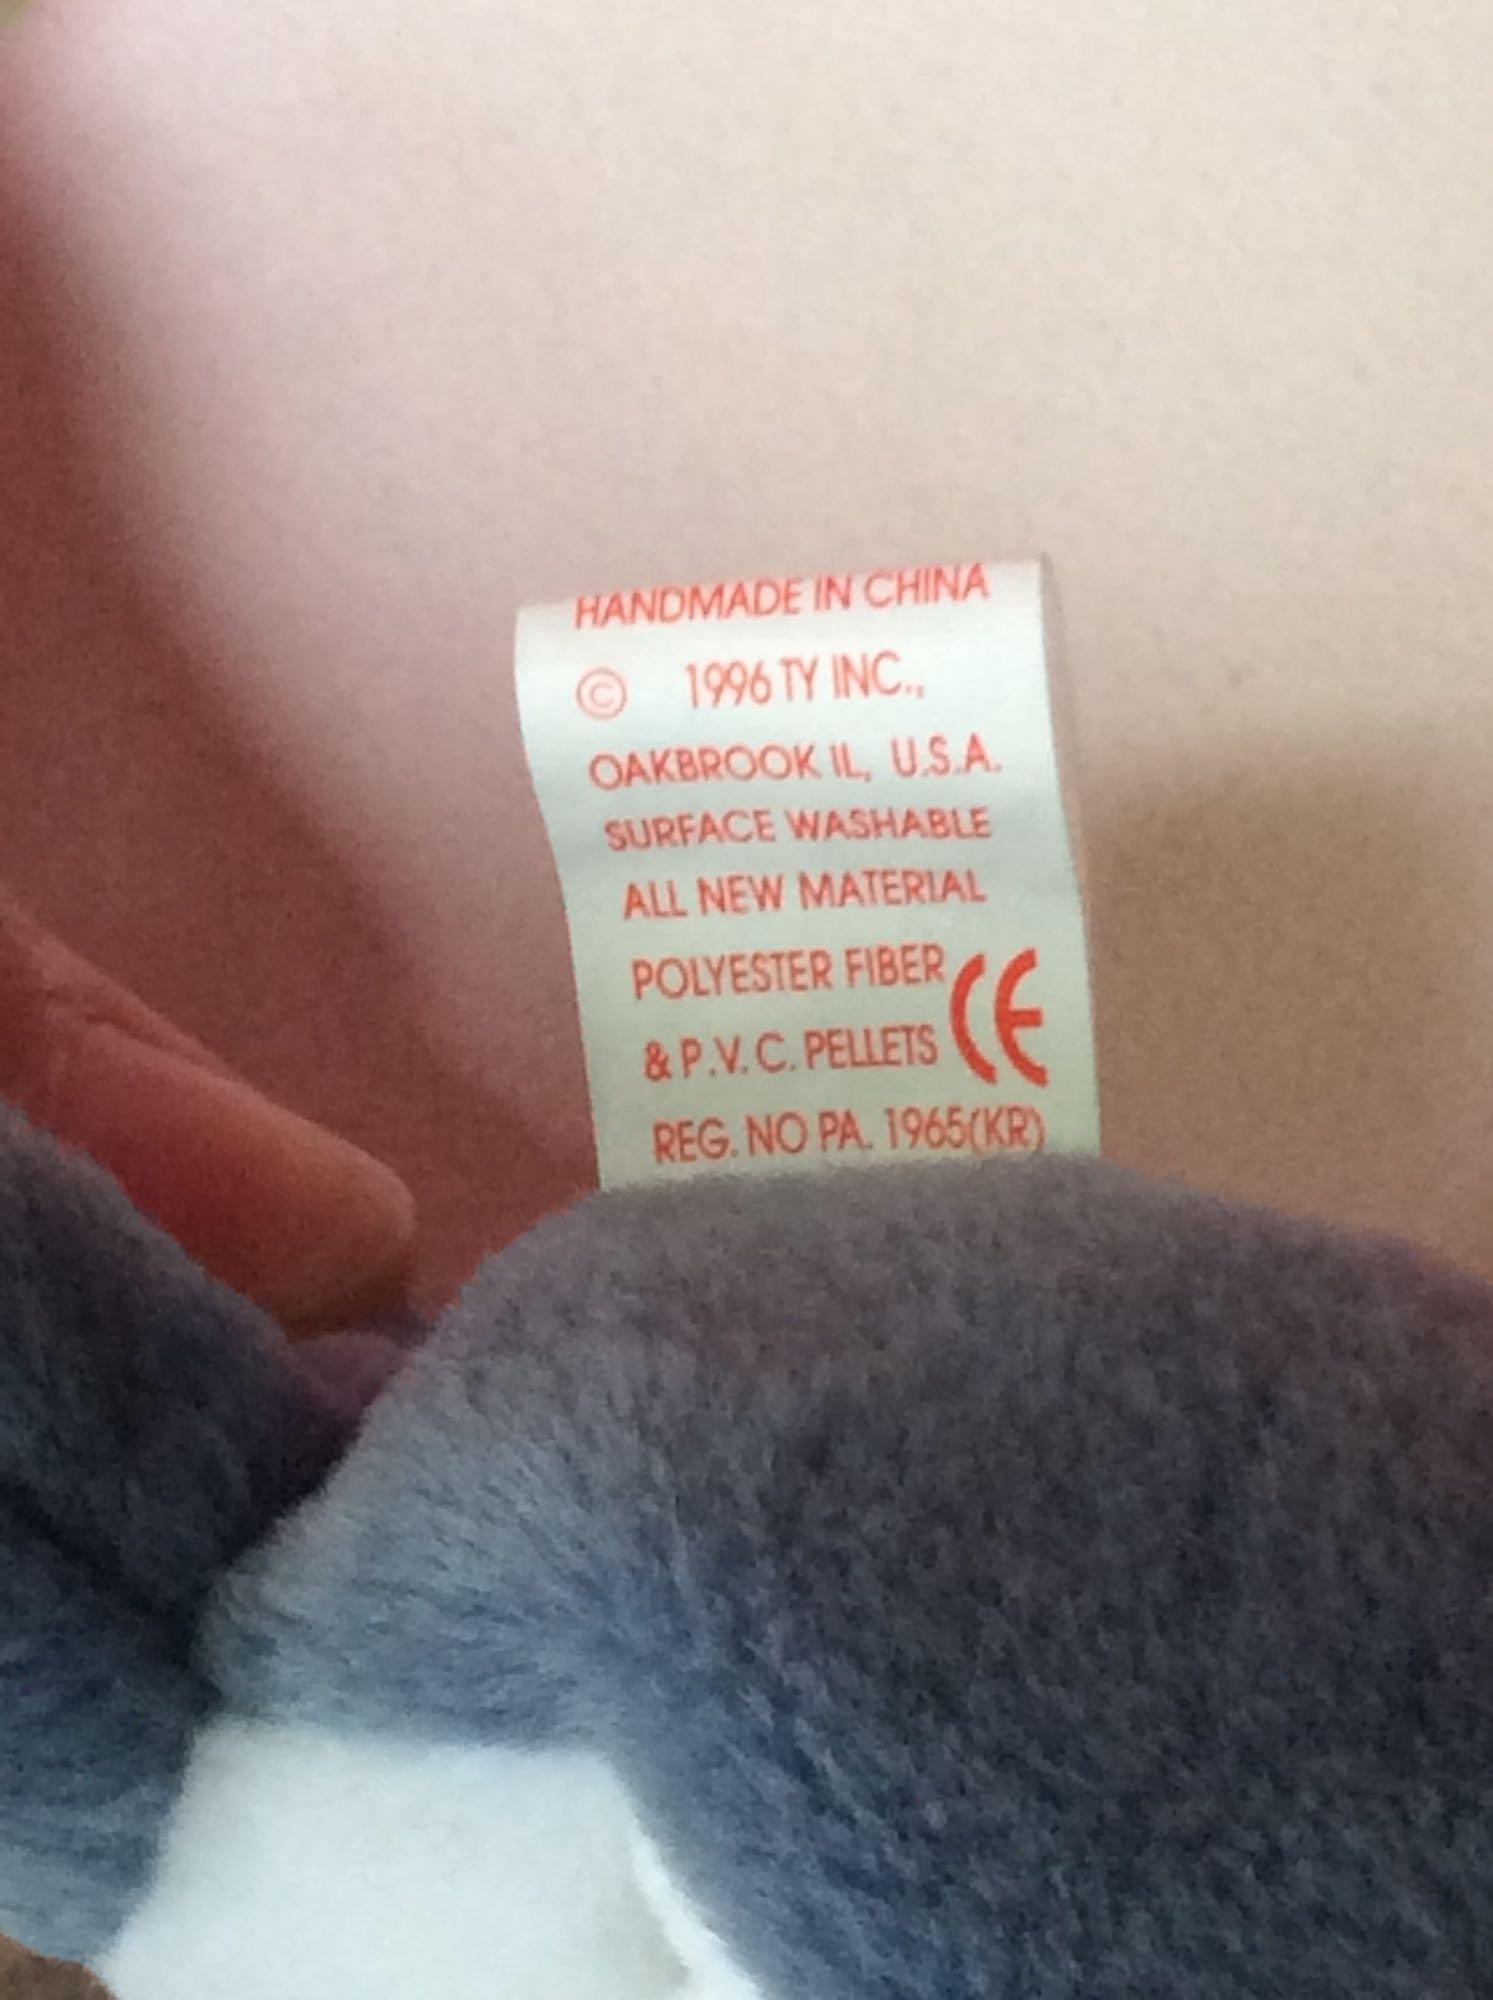 HANDMADE IN CHINA
© 1996 TY INC.,
OAKBROOK IL, U.S.A.
SURFACE WASHABLE
ALL NEW MATERIAL
POLYESTER FIBER
& P.V.C. PELLETS CE
REG. NO PA. 1965(KR)